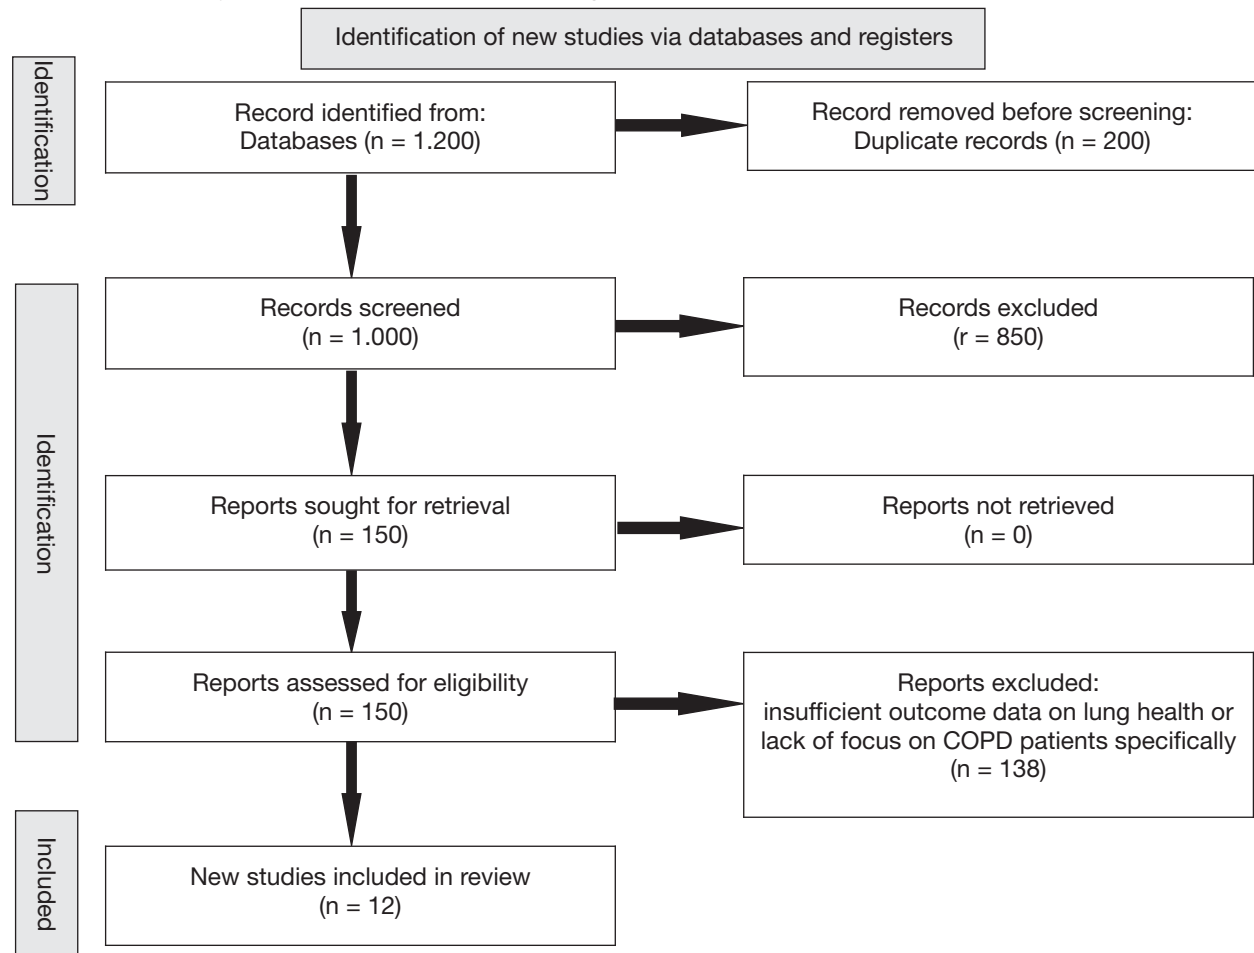 Identification of new studies via databases and registers
Identification
Record identified from:
Databases (n = 1.200)
Record removed before screening:
Duplicate records (n = 200)
Identification
Records screened
(n = 1.000)
Records excluded
(r = 850)
Reports sought for retrieval
(n = 150)
Reports not retrieved
(n = 0)
Reports assessed for eligibility
(n = 150)
Reports excluded:
insufficient outcome data on lung health or
lack of focus on COPD patients specifically
(n = 138)
Included
New studies included in review
(n = 12)